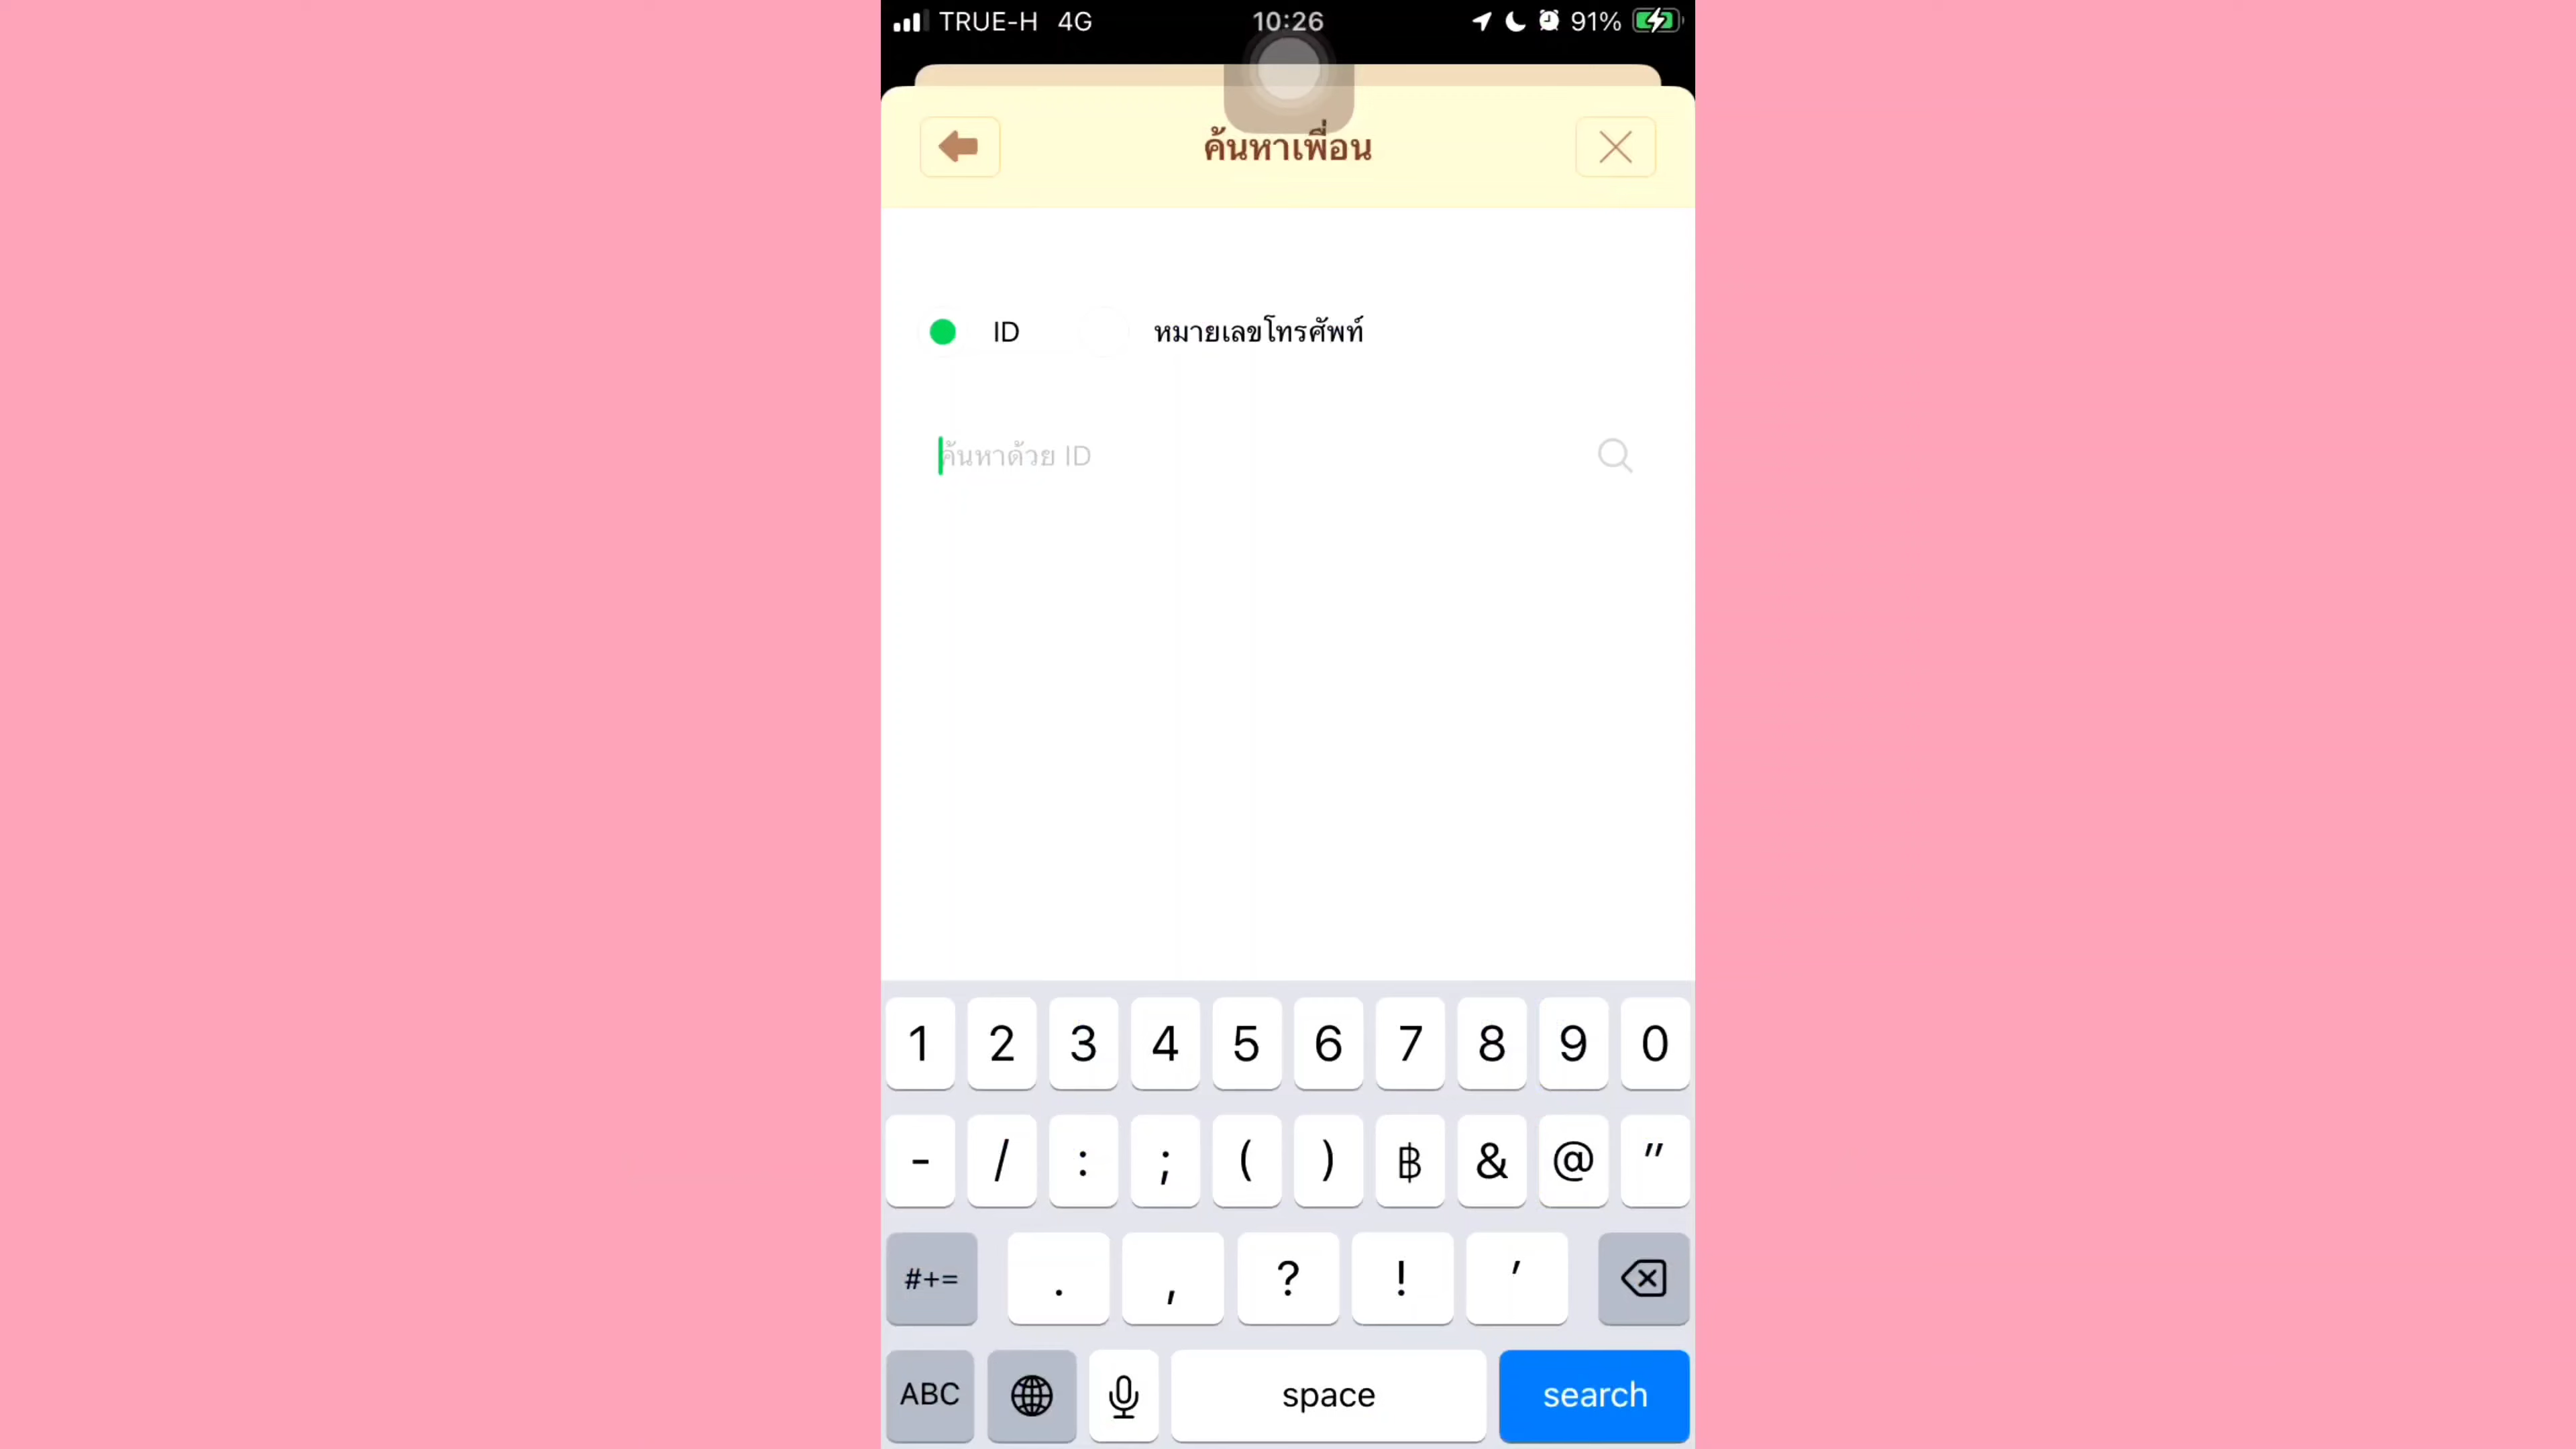 TRUE-H 4G 10:26 91%
ค้นหาเพื่อน
ID หมายเลขโทรศัพท์
ค้นหาด้วย ID
1 2 3 4 5 6 7 8 9 0
- / : ; ( ) ฿ & @ "
#+= . , ? ! '
ABC space search